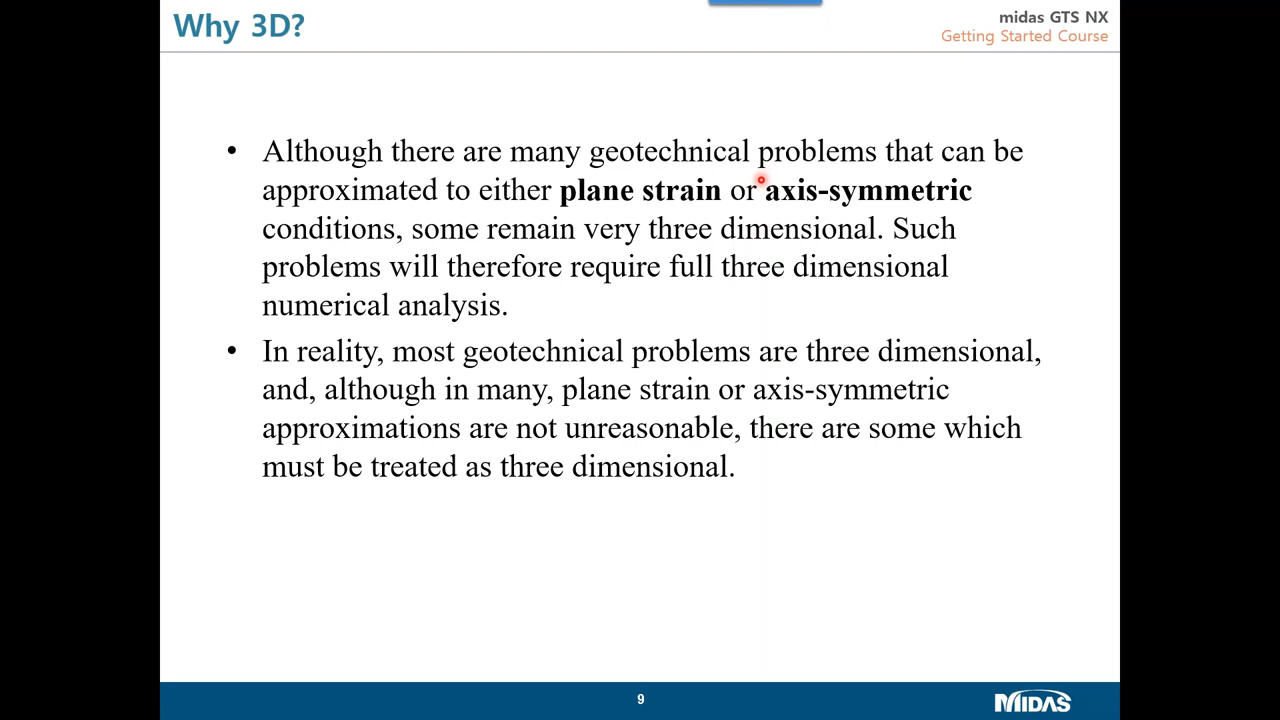 Why 3D?
midas GTS NX
Getting Started Course
• Although there are many geotechnical problems that can be
approximated to either plane strain or axis-symmetric
conditions, some remain very three dimensional. Such
problems will therefore require full three dimensional
numerical analysis.
• In reality, most geotechnical problems are three dimensional,
and, although in many, plane strain or axis-symmetric
approximations are not unreasonable, there are some which
must be treated as three dimensional.
9
MIDAS